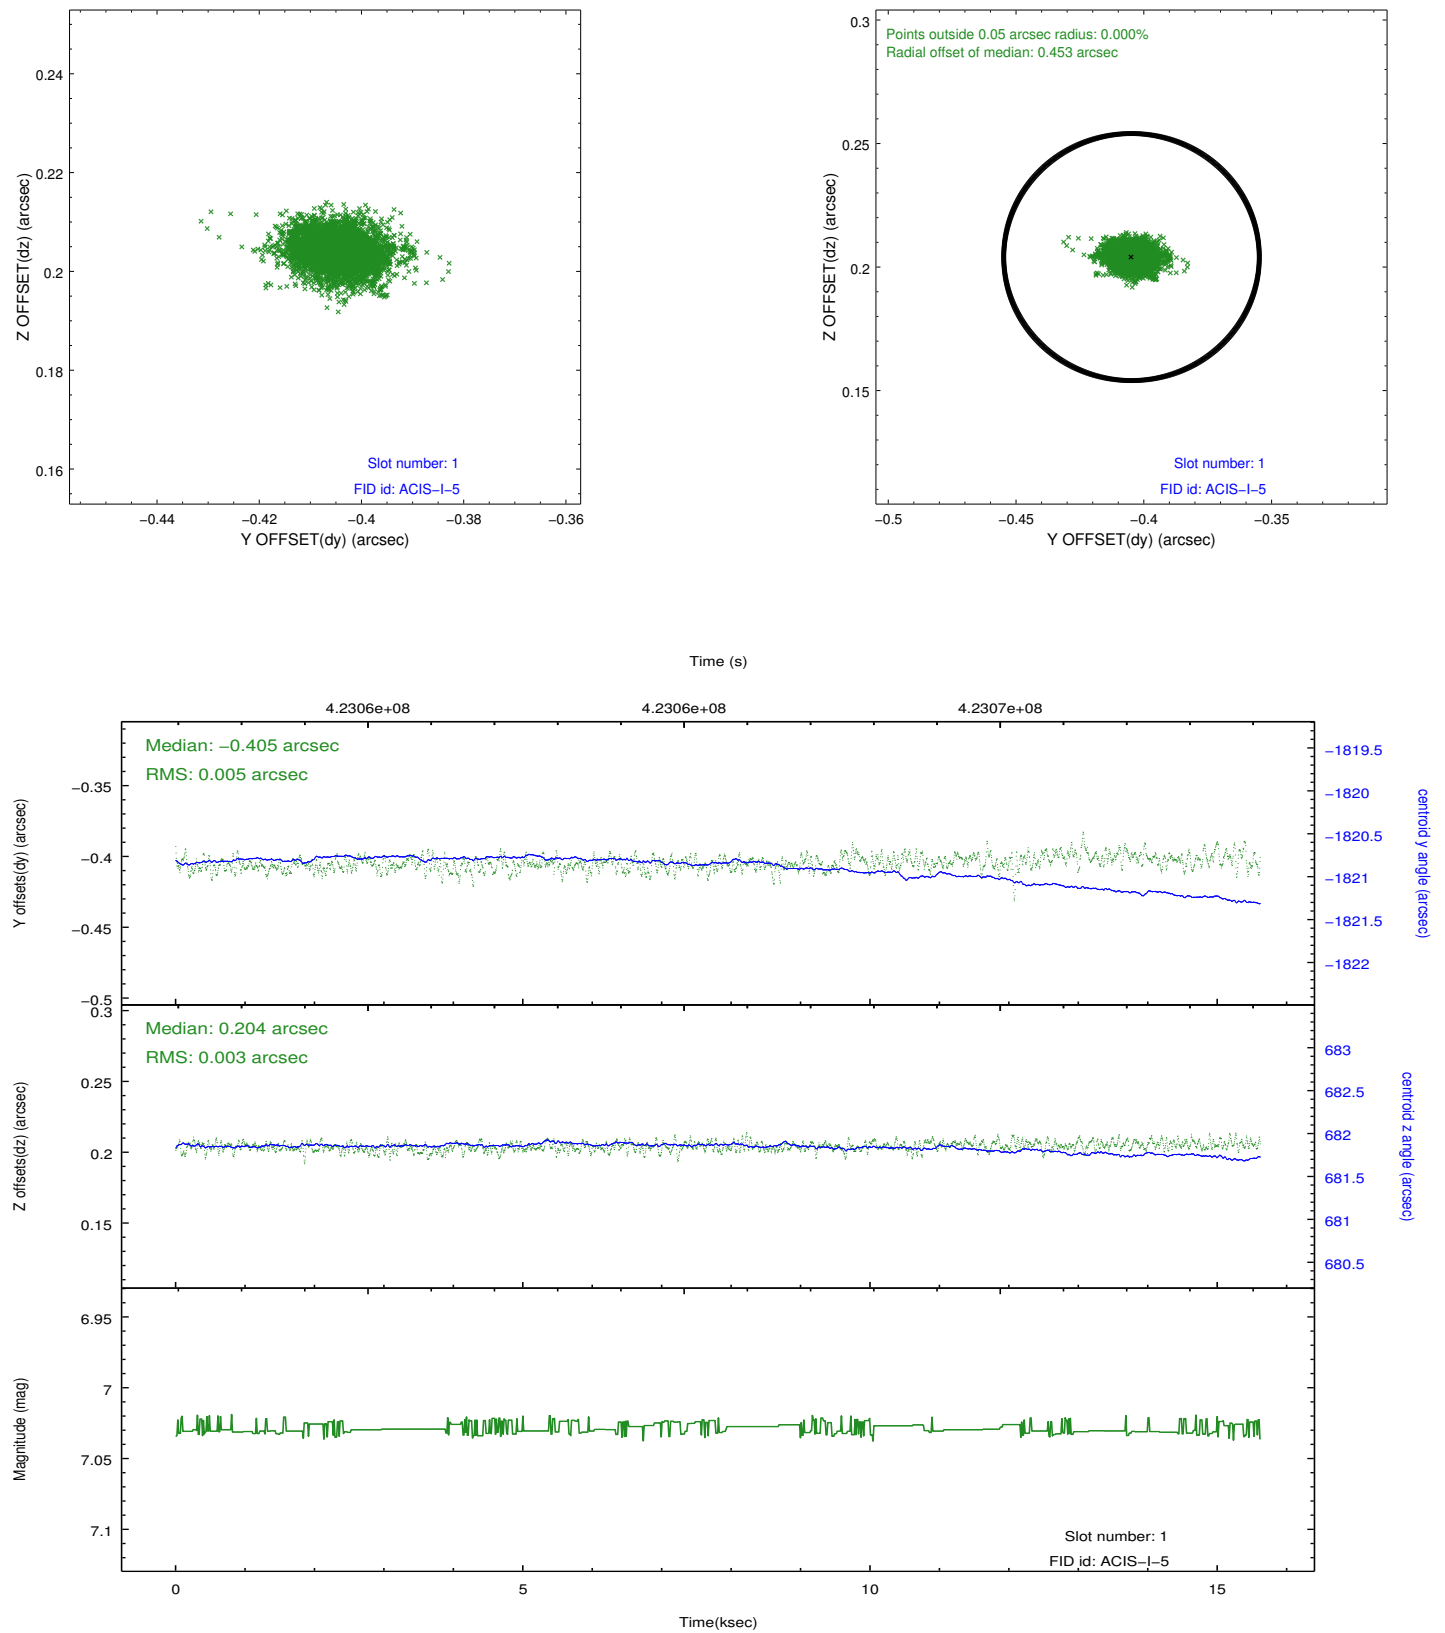 0.24
0.22
0.2
0.18
0.16
Z OFFSET(dz) (arcsec)
Slot number: 1
FID id: ACIS−I−5
−0.44 −0.42 −0.4 −0.38 −0.36
Y OFFSET(dy) (arcsec)
0.3
0.25
0.2
0.15
Z OFFSET(dz) (arcsec)
Points outside 0.05 arcsec radius: 0.000%
Radial offset of median: 0.453 arcsec
Slot number: 1
FID id: ACIS−I−5
−0.5 −0.45 −0.4 −0.35
Y OFFSET(dy) (arcsec)
Time (s)
4.2306e+08 4.2306e+08 4.2307e+08
Median: −0.405 arcsec
RMS: 0.005 arcsec
−0.35
−0.4
−0.45
−0.5
Y offsets(dy) (arcsec)
−1819.5
−1820
−1820.5
−1821
−1821.5
−1822
centroid y angle (arcsec)
Median: 0.204 arcsec
RMS: 0.003 arcsec
0.3
0.25
0.2
0.15
Z offsets(dz) (arcsec)
683
682.5
682
681.5
681
680.5
centroid z angle (arcsec)
6.95
7
7.05
7.1
Magnitude (mag)
Slot number: 1
FID id: ACIS−I−5
0 5 10 15
Time(ksec)